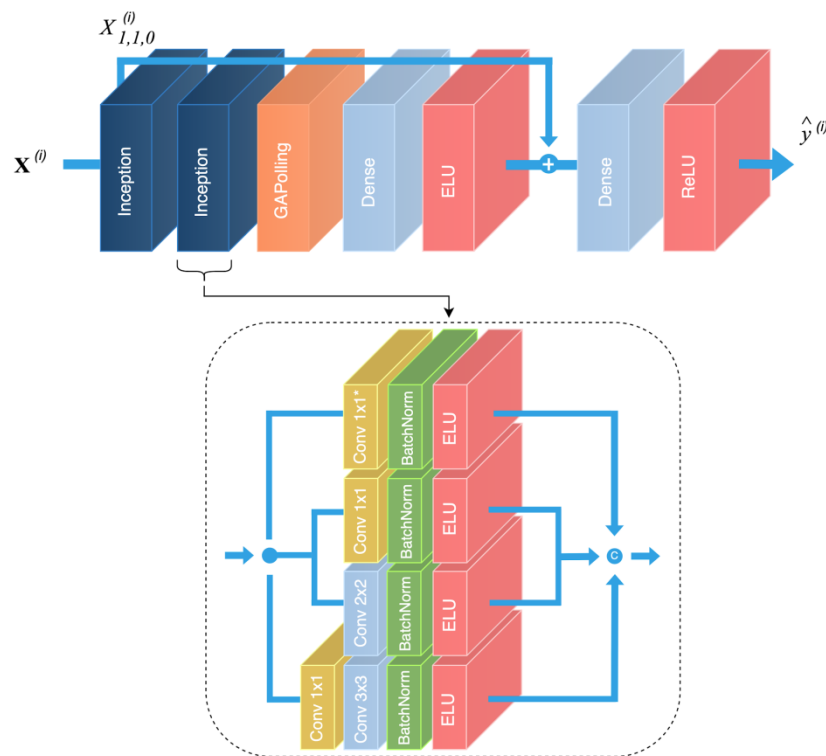 X^{(i)}_{1,1,0}
X^{(i)}
Inception
Inception
GAPolling
Dense
ELU
+
Dense
ReLU
ŷ^{(i)}
Conv 1x1*
BatchNorm
ELU
Conv 1x1
BatchNorm
ELU
Conv 2x2
BatchNorm
ELU
Conv 1x1
Conv 3x3
BatchNorm
ELU
C